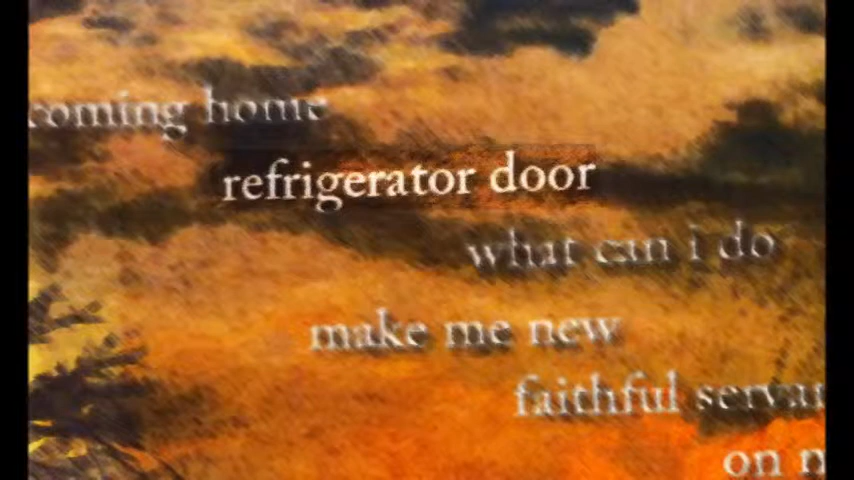 coming home
refrigerator door
what can i do
make me new
faithful
on